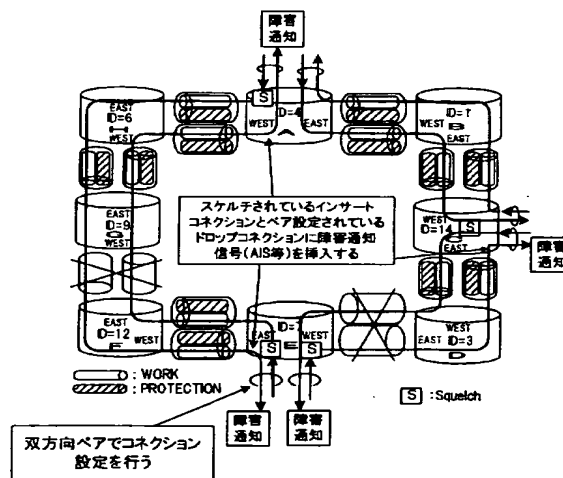 障害
通知
S
EAST
ID=6
WEST
EAST
WEST
EAST
WEST
ID=1
EAST
EAST
ID=9
WEST
スケルチされているインサート
コネクションとペア設定されている
ドロップコネクションに障害通知
信号(AIS等)を挿入する
WEST
ID=14
EAST
S
障害
通知
EAST
ID=12
WEST
EAST
WEST
S
S
WEST
EAST
ID=3
: WORK
: PROTECTION
S :Squelch
障害
通知
障害
通知
双方向ペアでコネクション
設定を行う